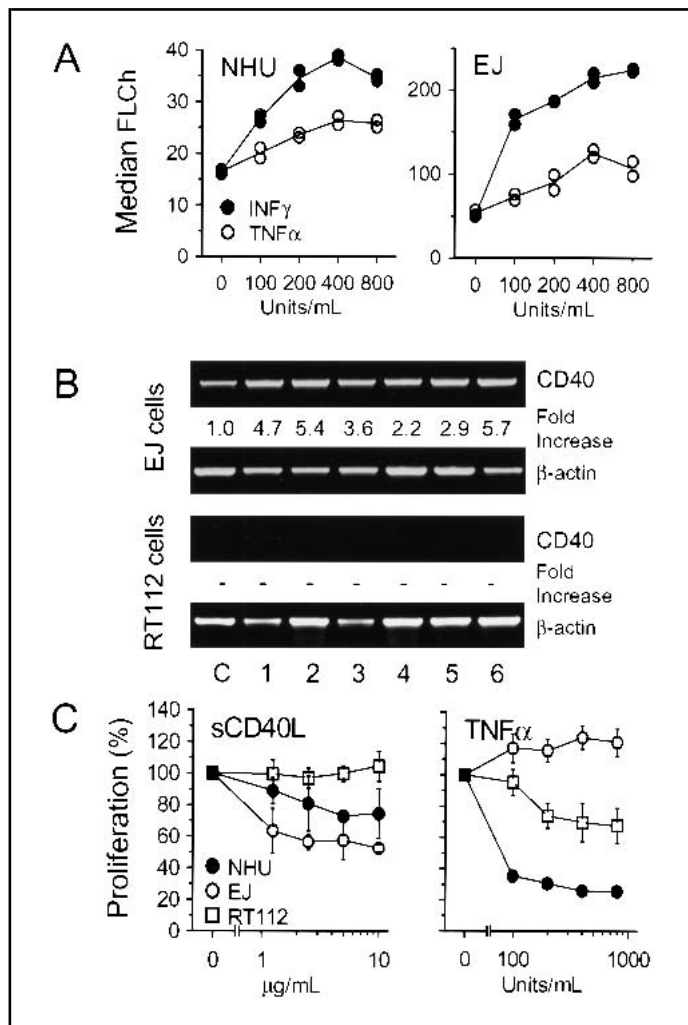 A
NHU
EJ
Median FLCh
40
30
20
10
0
INFγ
TNFα
0 100 200 400 800
Units/mL
200
100
0
0 100 200 400 800
Units/mL
B
EJ cells
CD40
1.0 4.7 5.4 3.6 2.2 2.9 5.7
Fold
Increase
β-actin
RT112 cells
CD40
- - - - - - -
Fold
Increase
β-actin
C 1 2 3 4 5 6
C
sCD40L
TNFα
Proliferation (%)
140
120
100
80
60
40
20
0
NHU
EJ
RT112
0 1 10
µg/mL
0 100 1000
Units/mL